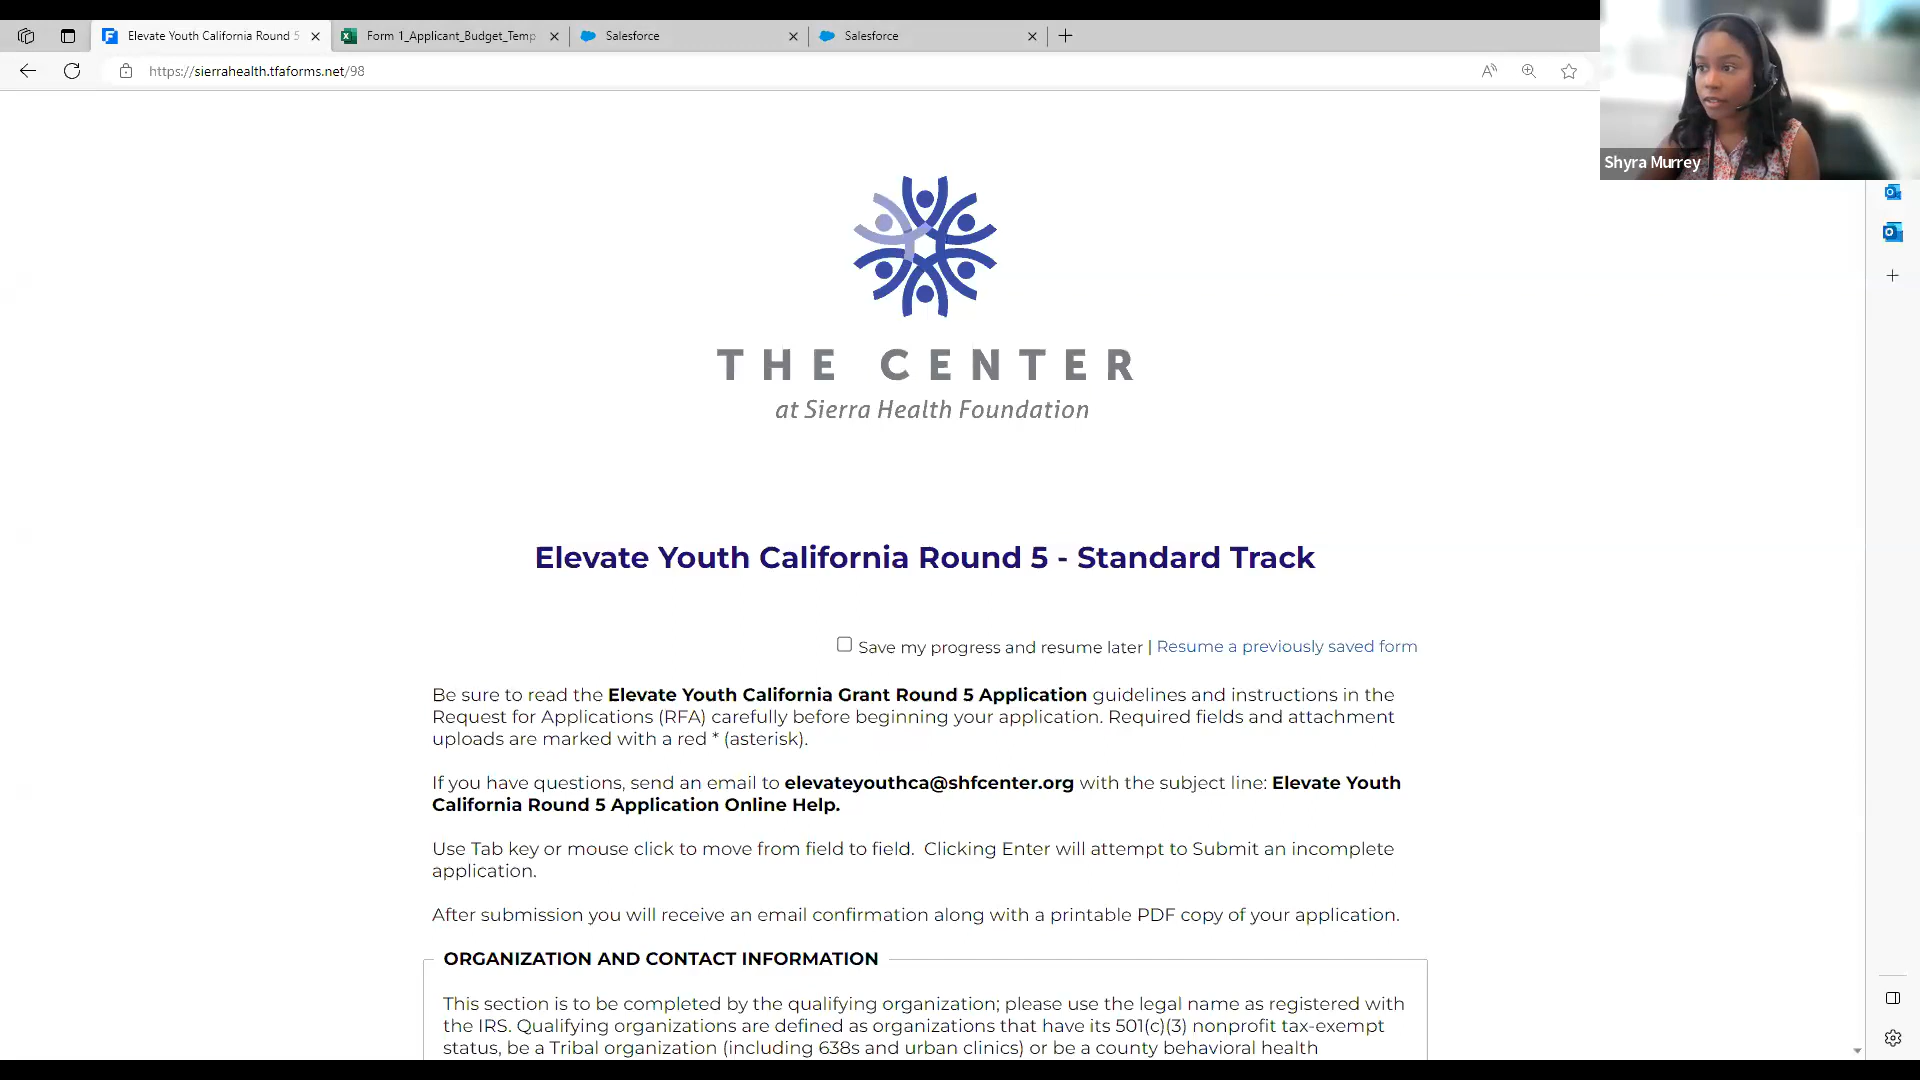 Elevate Youth California Round 5
Form 1_Applicant_Budget_Temp
Salesforce
Salesforce
https://sierrahealth.tfaforms.net/98
Shyra Murrey
THE CENTER
at Sierra Health Foundation
Elevate Youth California Round 5 - Standard Track
Save my progress and resume later | Resume a previously saved form
Be sure to read the Elevate Youth California Grant Round 5 Application guidelines and instructions in the
Request for Applications (RFA) carefully before beginning your application. Required fields and attachment
uploads are marked with a red * (asterisk).
If you have questions, send an email to elevateyouthca@shfcenter.org with the subject line: Elevate Youth
California Round 5 Application Online Help.
Use Tab key or mouse click to move from field to field. Clicking Enter will attempt to Submit an incomplete
application.
After submission you will receive an email confirmation along with a printable PDF copy of your application.
ORGANIZATION AND CONTACT INFORMATION
This section is to be completed by the qualifying organization; please use the legal name as registered with
the IRS. Qualifying organizations are defined as organizations that have its 501(c)(3) nonprofit tax-exempt
status, be a Tribal organization (including 638s and urban clinics) or be a county behavioral health